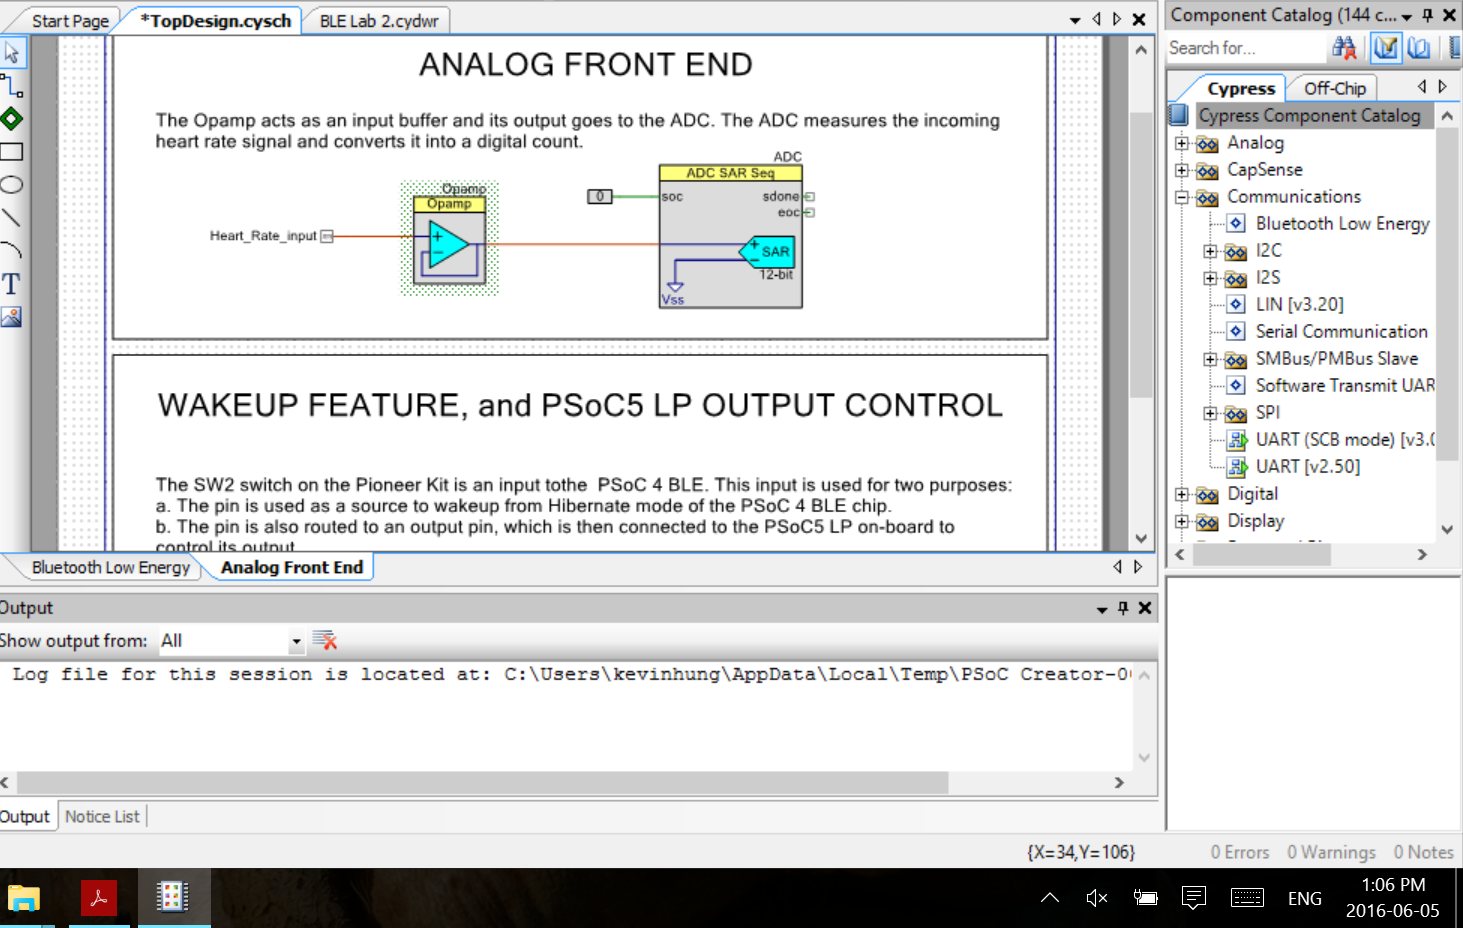 Start Page
*TopDesign.cysch
BLE Lab 2.cydwr
Component Catalog (144 c...
Search for...
Cypress
Off-Chip
Cypress Component Catalog
Analog
CapSense
Communications
Bluetooth Low Energy
I2C
I2S
LIN [v3.20]
Serial Communication
SMBus/PMBus Slave
Software Transmit UAR
SPI
UART (SCB mode) [v3.0
UART [v2.50]
Digital
Display
ANALOG FRONT END
The Opamp acts as an input buffer and its output goes to the ADC. The ADC measures the incoming
heart rate signal and converts it into a digital count.
Opamp
Opamp
Heart_Rate_input
+
−
ADC
ADC SAR Seq
0
soc
sdone
eoc
+
SAR
−
12-bit
Vss
WAKEUP FEATURE, and PSoC5 LP OUTPUT CONTROL
The SW2 switch on the Pioneer Kit is an input tothe PSoC 4 BLE. This input is used for two purposes:
a. The pin is used as a source to wakeup from Hibernate mode of the PSoC 4 BLE chip.
b. The pin is also routed to an output pin, which is then connected to the PSoC5 LP on-board to
control its output
Bluetooth Low Energy
Analog Front End
Output
Show output from: All
Log file for this session is located at: C:\Users\kevinhung\AppData\Local\Temp\PSoC Creator-0
Output
Notice List
{X=34,Y=106}
0 Errors
0 Warnings
0 Notes
ENG
1:06 PM
2016-06-05